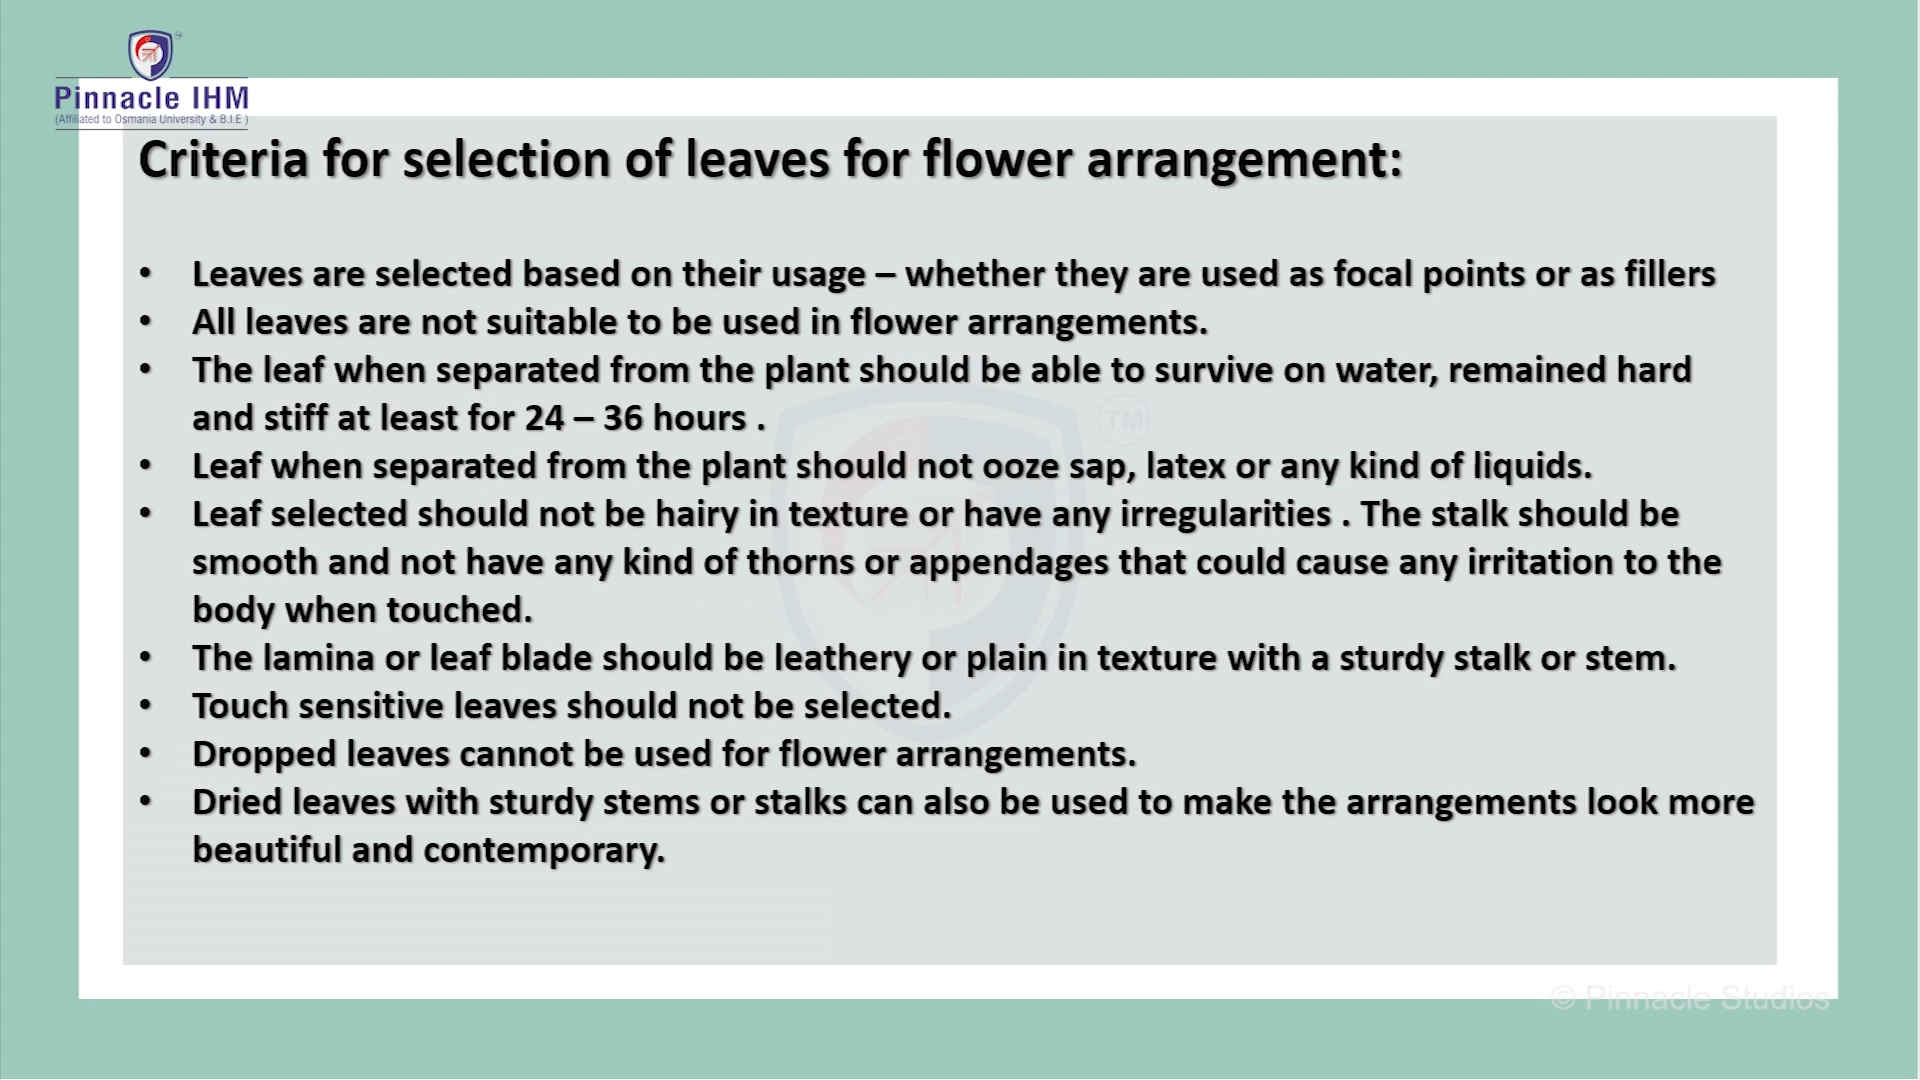 Pinnacle IHM
(Affiliated to Osmania University & B.I.E )
Criteria for selection of leaves for flower arrangement:
• Leaves are selected based on their usage – whether they are used as focal points or as fillers
• All leaves are not suitable to be used in flower arrangements.
• The leaf when separated from the plant should be able to survive on water, remained hard
and stiff at least for 24 – 36 hours .
• Leaf when separated from the plant should not ooze sap, latex or any kind of liquids.
• Leaf selected should not be hairy in texture or have any irregularities . The stalk should be
smooth and not have any kind of thorns or appendages that could cause any irritation to the
body when touched.
• The lamina or leaf blade should be leathery or plain in texture with a sturdy stalk or stem.
• Touch sensitive leaves should not be selected.
• Dropped leaves cannot be used for flower arrangements.
• Dried leaves with sturdy stems or stalks can also be used to make the arrangements look more
beautiful and contemporary.
TM
© Pinnacle Studios